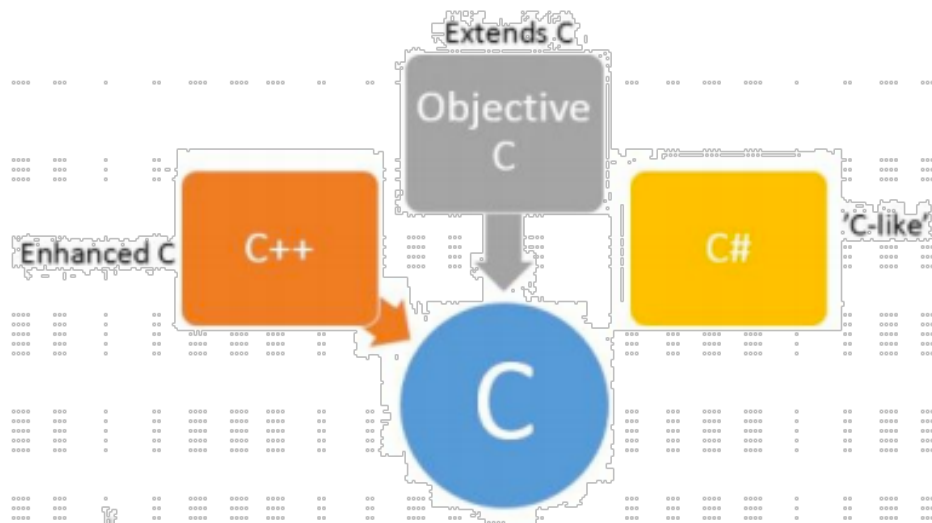 Extends C
Objective
C
Enhanced C
C++
C#
'C-like'
C